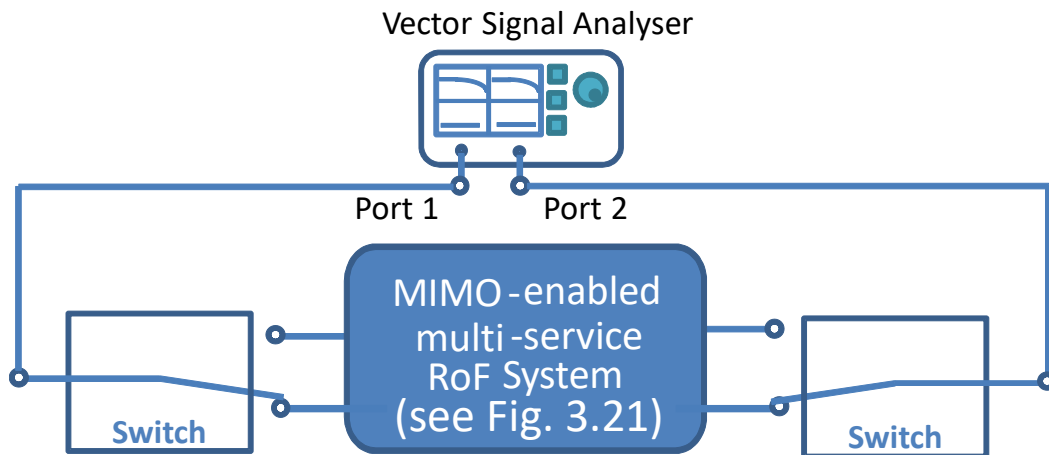 Vector Signal Analyser
Port 1
Port 2
MIMO-enabled
multi-service
RoF System
(see Fig. 3.21)
Switch
Switch